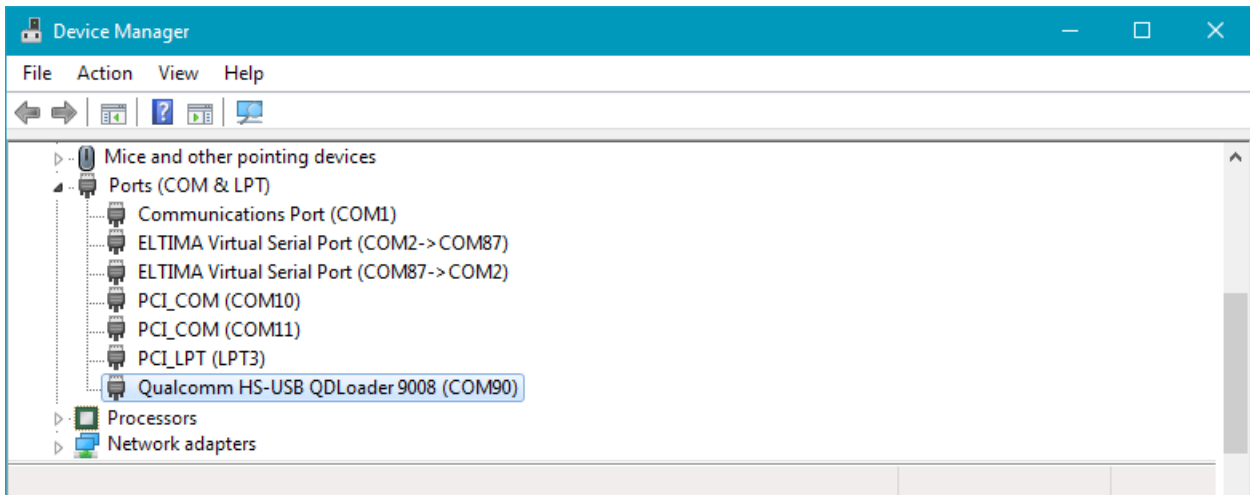 Device Manager
File Action View Help
Mice and other pointing devices
Ports (COM & LPT)
Communications Port (COM1)
ELTIMA Virtual Serial Port (COM2->COM87)
ELTIMA Virtual Serial Port (COM87->COM2)
PCI_COM (COM10)
PCI_COM (COM11)
PCI_LPT (LPT3)
Qualcomm HS-USB QDLoader 9008 (COM90)
Processors
Network adapters